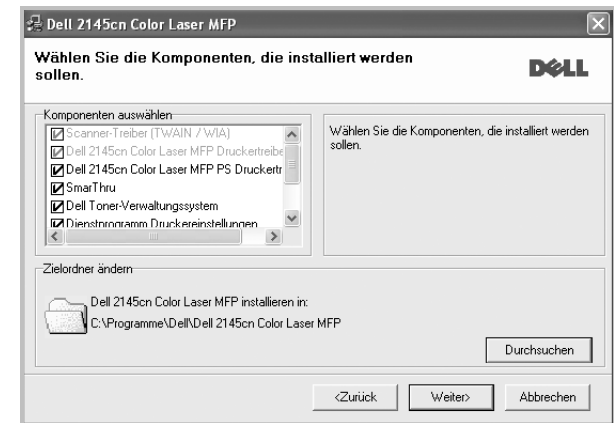 Dell 2145cn Color Laser MFP
Wählen Sie die Komponenten, die installiert werden
sollen.
DELL
Komponenten auswählen
Scanner-Treiber (TWAIN / WIA)
Dell 2145cn Color Laser MFP Druckertreibe
Dell 2145cn Color Laser MFP PS Druckertr
SmarThru
Dell Toner-Verwaltungssystem
Dienstprogramm Druckereinstellungen
Wählen Sie die Komponenten, die installiert werden
sollen.
Zielordner ändern
Dell 2145cn Color Laser MFP installieren in:
C:\Programme\Dell\Dell 2145cn Color Laser MFP
Durchsuchen
<Zurück
Weiter>
Abbrechen